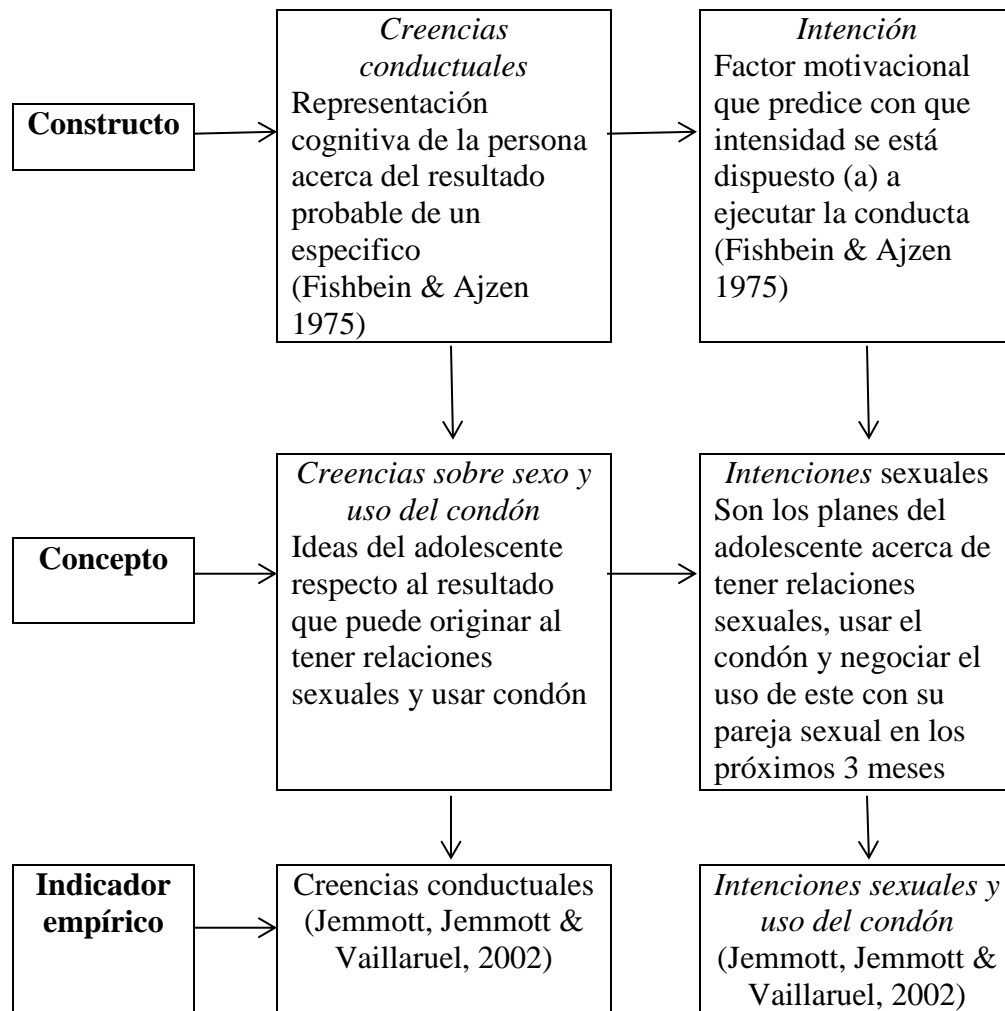 Constructo
Creencias
conductuales
Representación
cognitiva de la persona
acerca del resultado
probable de un
especifico
(Fishbein & Ajzen
1975)
Intención
Factor motivacional
que predice con que
intensidad se está
dispuesto (a) a
ejecutar la conducta
(Fishbein & Ajzen
1975)
Concepto
Creencias sobre sexo y
uso del condón
Ideas del adolescente
respecto al resultado
que puede originar al
tener relaciones
sexuales y usar condón
Intenciones sexuales
Son los planes del
adolescente acerca de
tener relaciones
sexuales, usar el
condón y negociar el
uso de este con su
pareja sexual en los
próximos 3 meses
Indicador
empírico
Creencias conductuales
(Jemmott, Jemmott &
Vaillaruel, 2002)
Intenciones sexuales y
uso del condón
(Jemmott, Jemmott &
Vaillaruel, 2002)